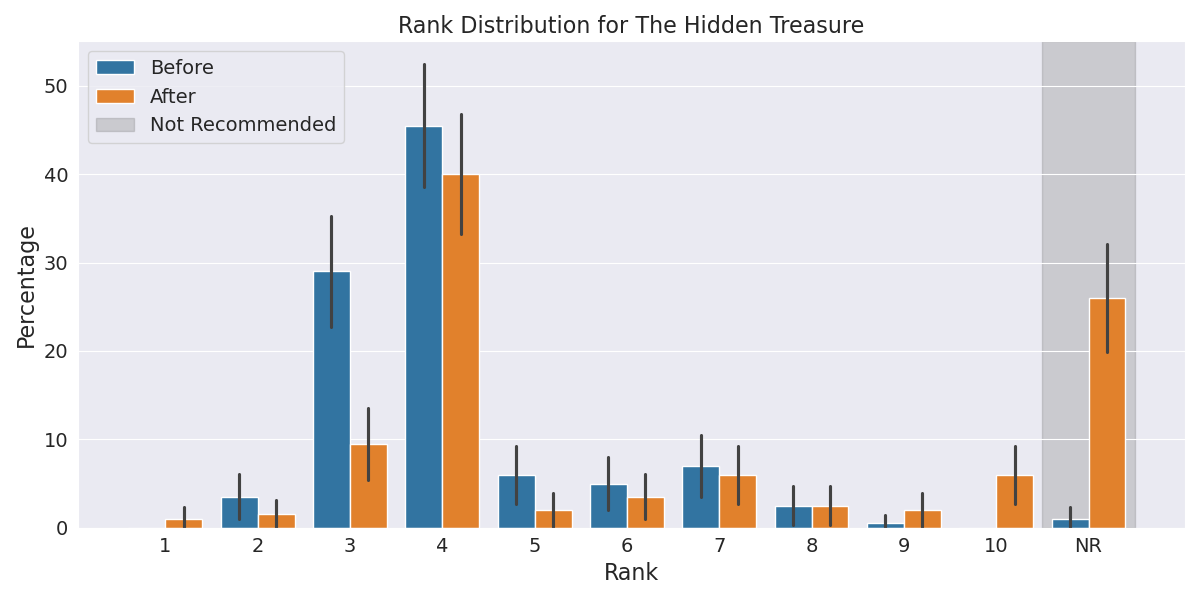 Rank Distribution for The Hidden Treasure
Before
After
Not Recommended
Percentage
50
40
30
20
10
0
1 2 3 4 5 6 7 8 9 10 NR
Rank